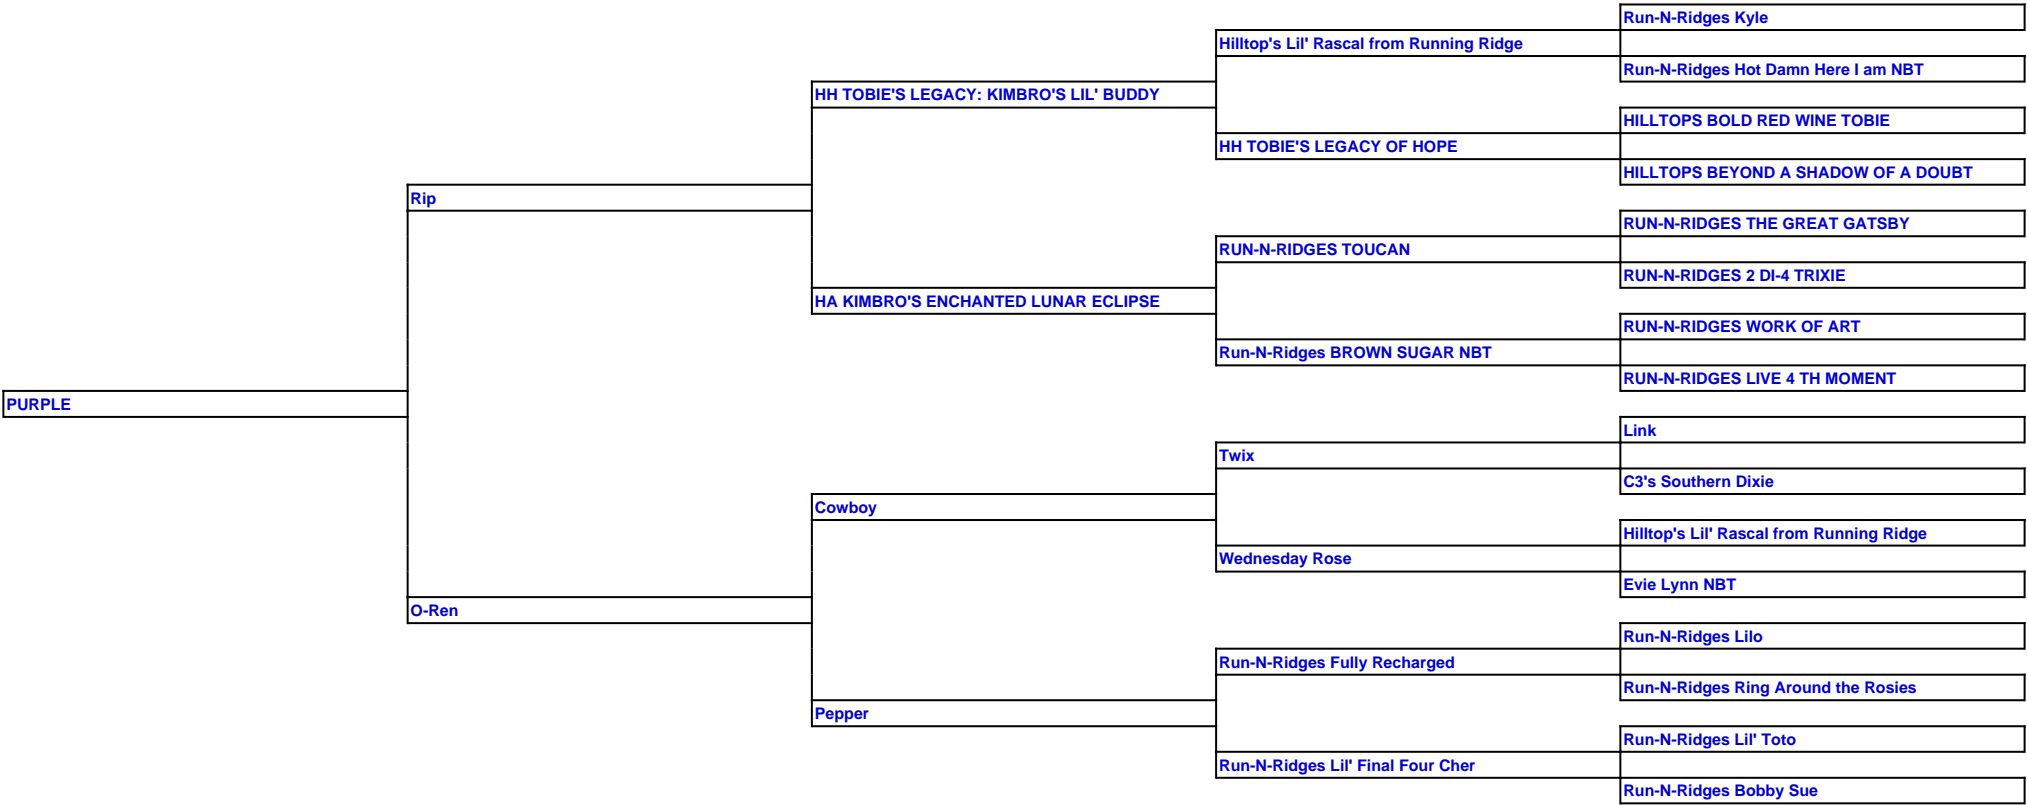 Run-N-Ridges Kyle
Hilltop's Lil' Rascal from Running Ridge
Run-N-Ridges Hot Damn Here I am NBT
HH TOBIE'S LEGACY: KIMBRO'S LIL' BUDDY
HILLTOPS BOLD RED WINE TOBIE
HH TOBIE'S LEGACY OF HOPE
HILLTOPS BEYOND A SHADOW OF A DOUBT
Rip
RUN-N-RIDGES THE GREAT GATSBY
RUN-N-RIDGES TOUCAN
RUN-N-RIDGES 2 DI-4 TRIXIE
HA KIMBRO'S ENCHANTED LUNAR ECLIPSE
RUN-N-RIDGES WORK OF ART
Run-N-Ridges BROWN SUGAR NBT
RUN-N-RIDGES LIVE 4 TH MOMENT
PURPLE
Link
Twix
C3's Southern Dixie
Cowboy
Hilltop's Lil' Rascal from Running Ridge
Wednesday Rose
Evie Lynn NBT
O-Ren
Run-N-Ridges Lilo
Run-N-Ridges Fully Recharged
Run-N-Ridges Ring Around the Rosies
Pepper
Run-N-Ridges Lil' Toto
Run-N-Ridges Lil' Final Four Cher
Run-N-Ridges Bobby Sue